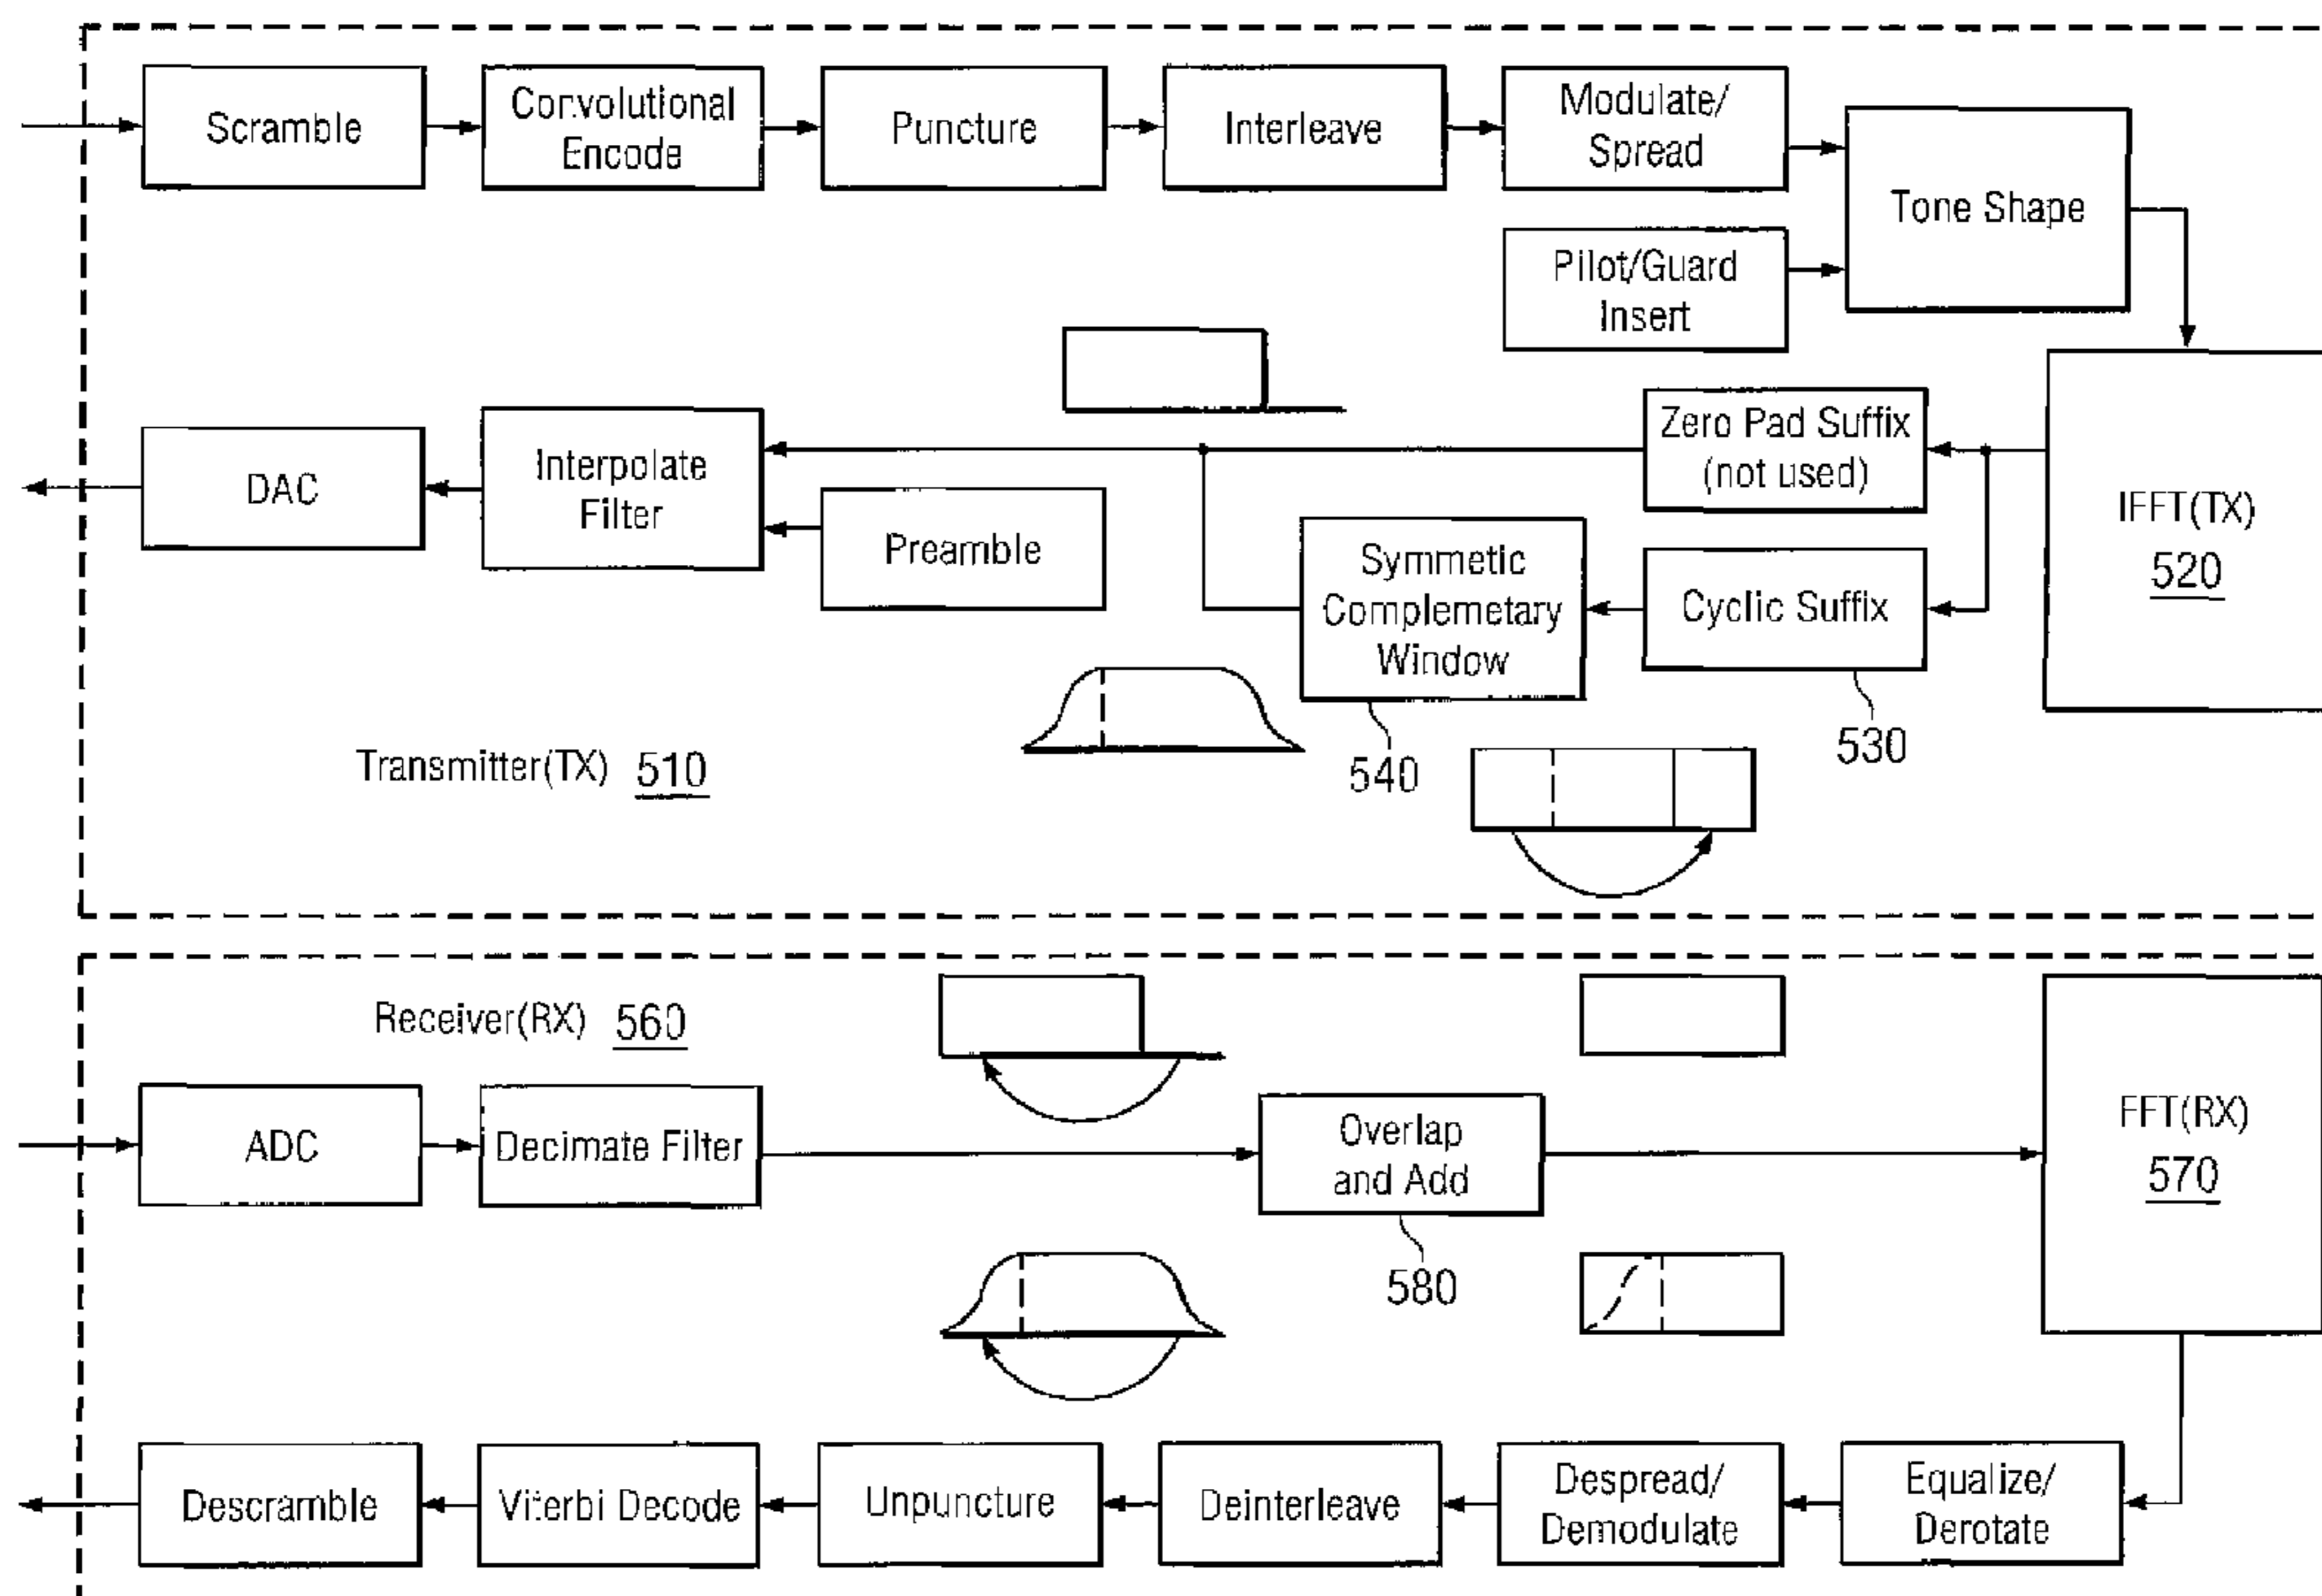 Scramble
Convolutional
Encode
Puncture
Interleave
Modulate/
Spread
Tone Shape
Pilot/Guard
Insert
DAC
Interpolate
Filter
Preamble
Zero Pad Suffix
(not used)
IFFT(TX)
520
Symmetic
Complemetary
Window
Cyclic Suffix
530
540
Transmitter(TX) 510
Receiver(RX) 560
ADC
Decimate Filter
Overlap
and Add
580
FFT(RX)
570
Descramble
Viterbi Decode
Unpuncture
Deinterleave
Despread/
Demodulate
Equalize/
Derotate